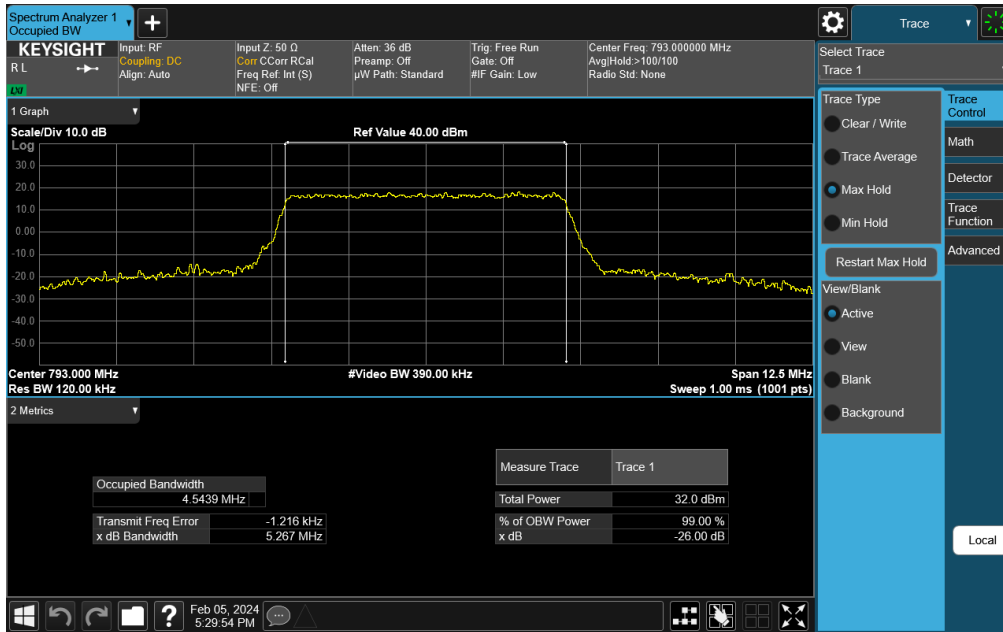 Spectrum Analyzer 1
Occupied BW
Trace
KEYSIGHT
R L
LXI
Input: RF
Coupling: DC
Align: Auto
Input Z: 50 Ω
Corr CCorr RCal
Freq Ref: Int (S)
NFE: Off
Atten: 36 dB
Preamp: Off
µW Path: Standard
Trig: Free Run
Gate: Off
#IF Gain: Low
Center Freq: 793.000000 MHz
Avg|Hold:>100/100
Radio Std: None
Select Trace
Trace 1
1 Graph
Scale/Div 10.0 dB
Ref Value 40.00 dBm
Log
30.0
20.0
10.0
0.00
-10.0
-20.0
-30.0
-40.0
-50.0
Center 793.000 MHz
#Video BW 390.00 kHz
Span 12.5 MHz
Res BW 120.00 kHz
Sweep 1.00 ms (1001 pts)
Trace Type
Clear / Write
Trace Average
Max Hold
Min Hold
Restart Max Hold
View/Blank
Active
View
Blank
Background
Trace
Control
Math
Detector
Trace
Function
Advanced
Local
2 Metrics
Occupied Bandwidth
4.5439 MHz
Transmit Freq Error -1.216 kHz
x dB Bandwidth 5.267 MHz
Measure Trace Trace 1
Total Power 32.0 dBm
% of OBW Power 99.00 %
x dB -26.00 dB
?
Feb 05, 2024
5:29:54 PM